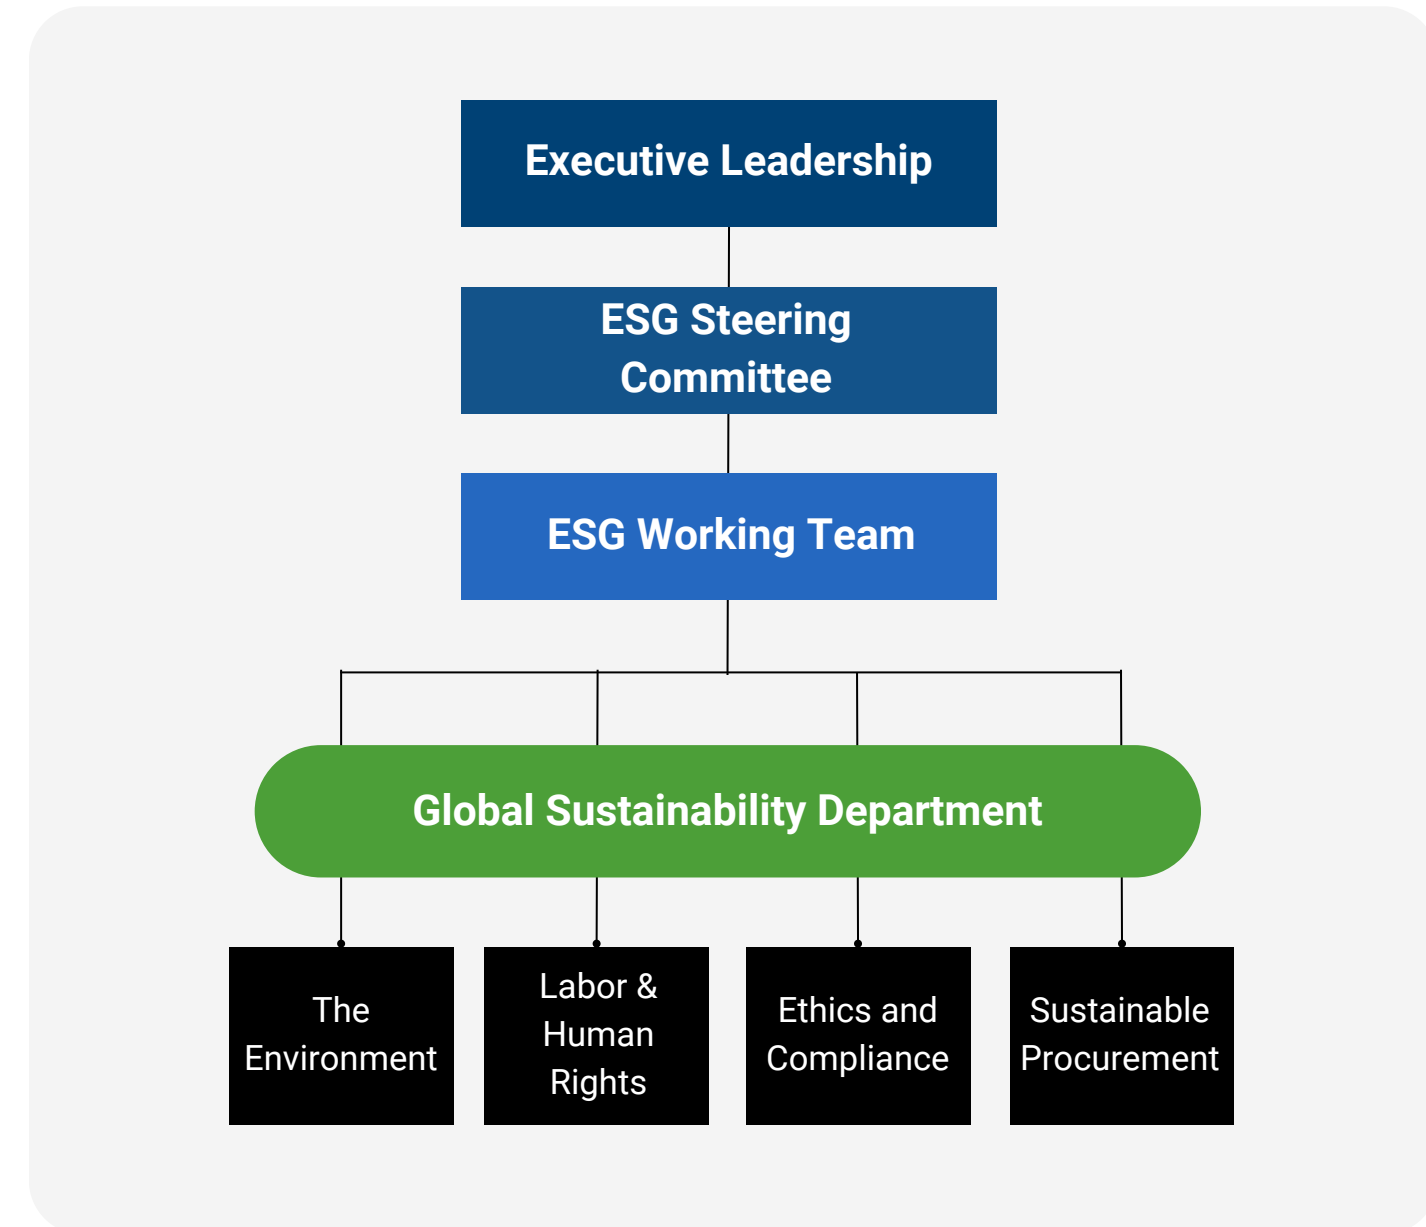 Executive Leadership
ESG Steering
Committee
ESG Working Team
Global Sustainability Department
The
Environment
Labor &
Human
Rights
Ethics and
Compliance
Sustainable
Procurement